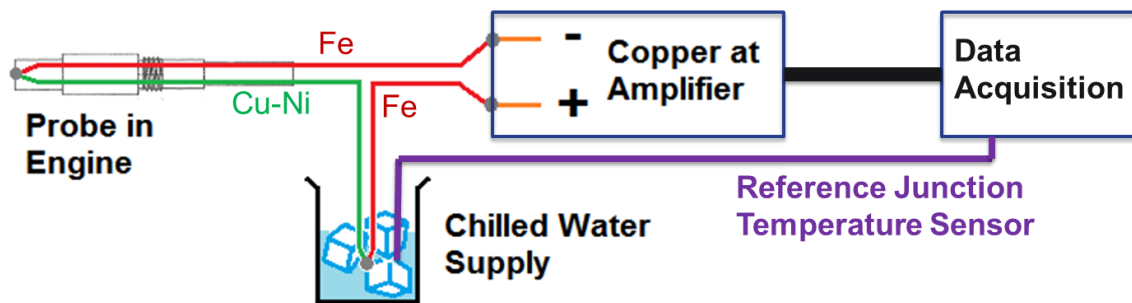 Fe
Cu-Ni
Fe
Probe in
Engine
-
+
Copper at
Amplifier
Data
Acquisition
Chilled Water
Supply
Reference Junction
Temperature Sensor